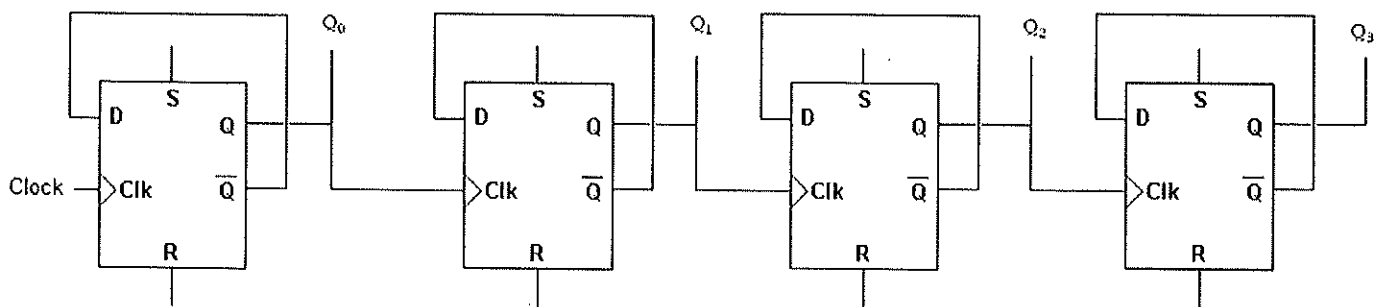 Q₀ Q₁ Q₂ Q₃
S S S S
D Q D Q D Q D Q
Clock Clk Q̅ Clk Q̅ Clk Q̅ Clk Q̅
R R R R